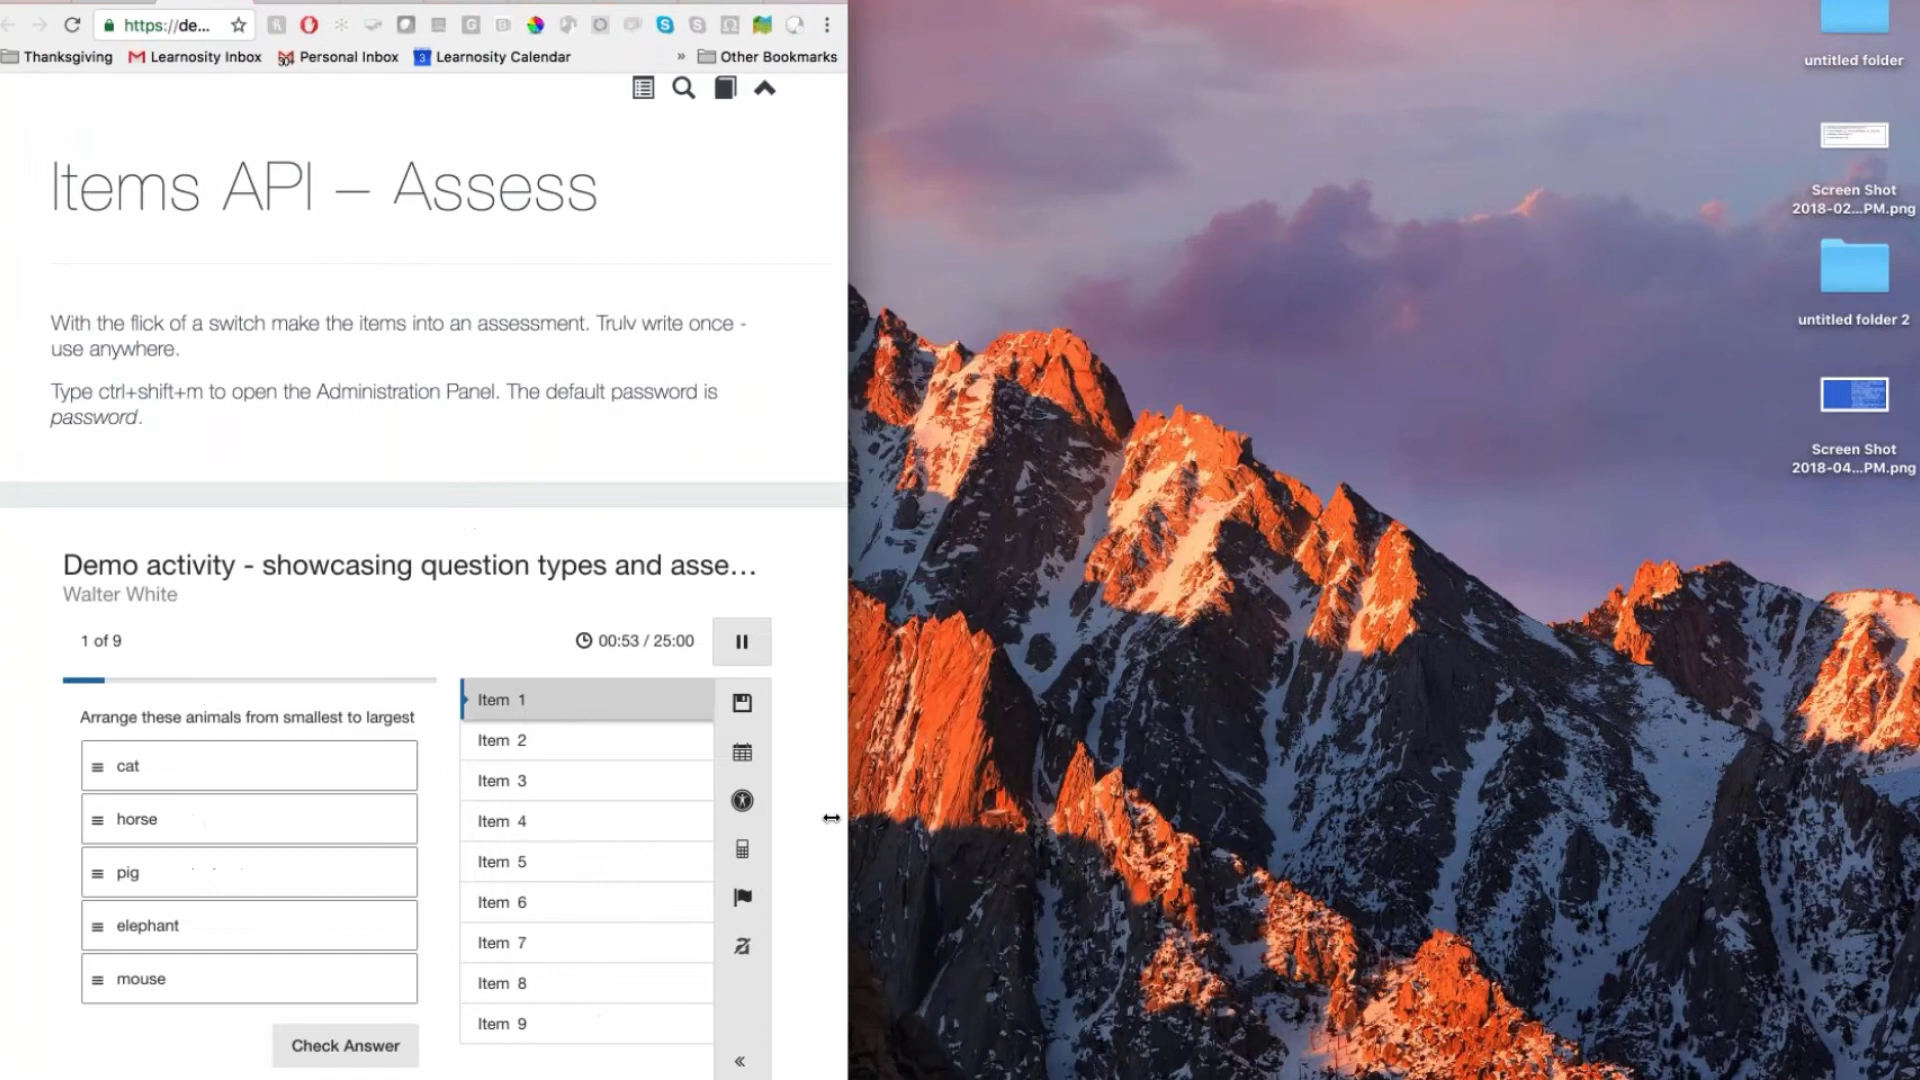 https://de...
Thanksgiving
Learnosity Inbox
Personal Inbox
3
Learnosity Calendar
»
Other Bookmarks
Items API – Assess
With the flick of a switch make the items into an assessment. Truly write once -
use anywhere.
Type ctrl+shift+m to open the Administration Panel. The default password is
password.
Demo activity - showcasing question types and asse...
Walter White
1 of 9
00:53 / 25:00
Arrange these animals from smallest to largest
cat
horse
pig
elephant
mouse
Check Answer
Item 1
Item 2
Item 3
Item 4
Item 5
Item 6
Item 7
Item 8
Item 9
untitled folder
Screen Shot
2018-02...PM.png
untitled folder 2
Screen Shot
2018-04...PM.png